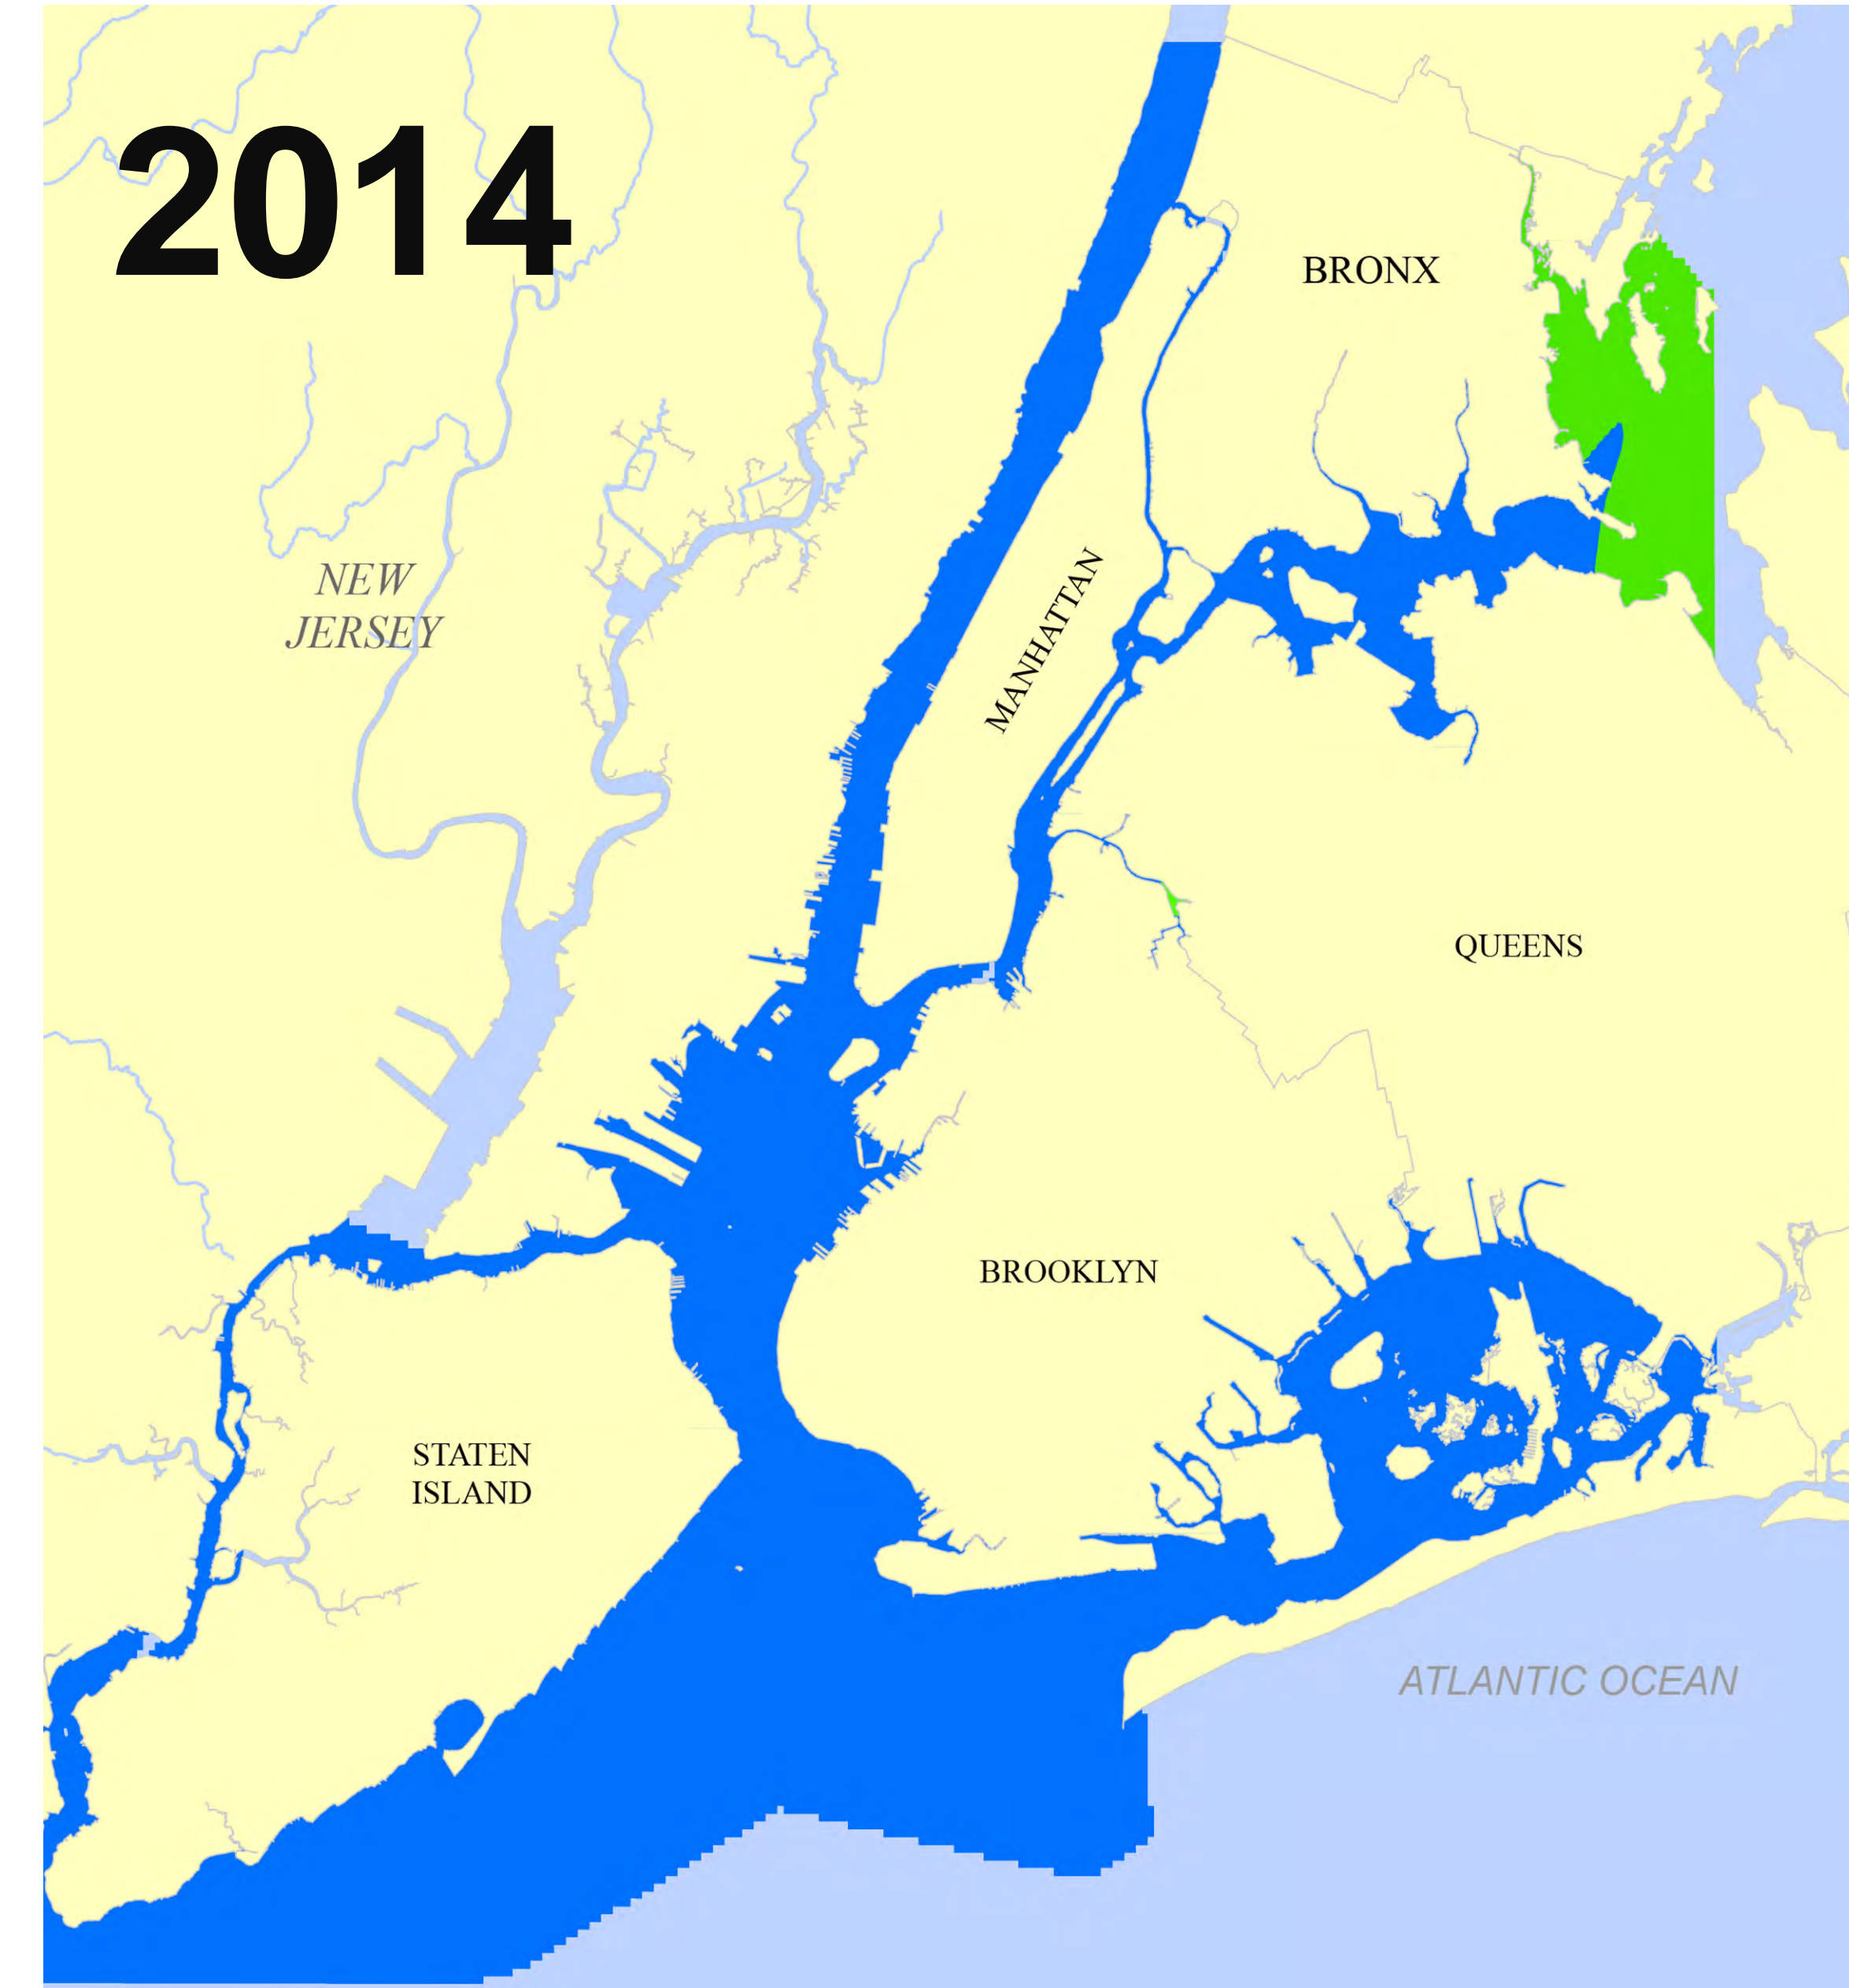 2014
BRONX
NEW
JERSEY
MANHATTAN
QUEENS
BROOKLYN
STATEN
ISLAND
ATLANTIC OCEAN